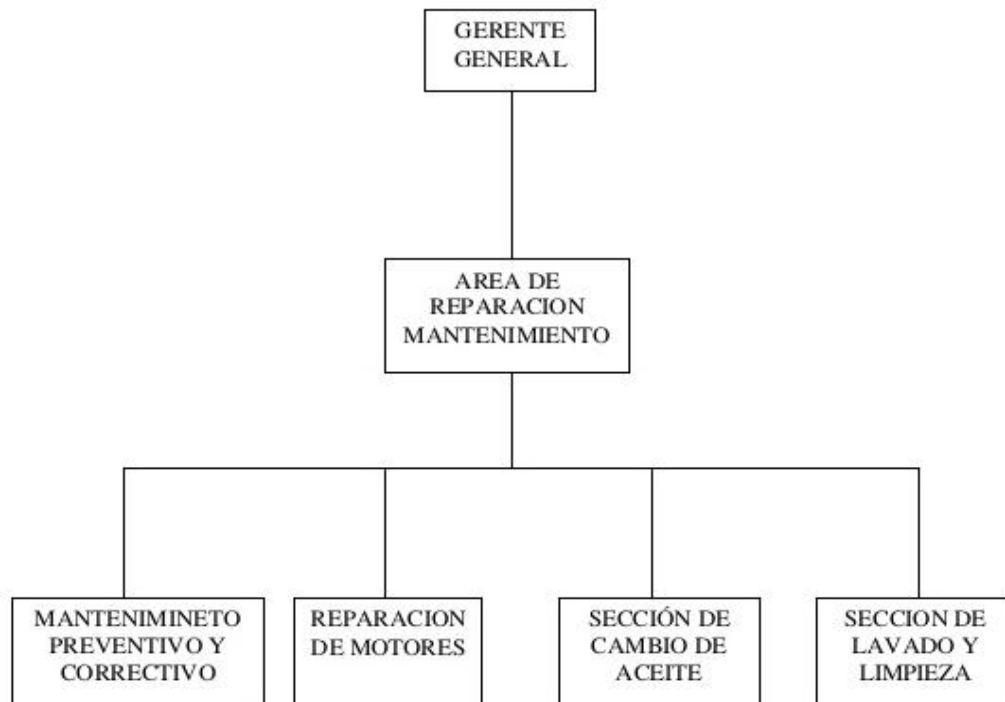 GERENTE
GENERAL
AREA DE
REPARACION
MANTENIMIENTO
MANTENIMINETO
PREVENTIVO Y
CORRECTIVO
REPARACION
DE MOTORES
SECCIÓN DE
CAMBIO DE
ACEITE
SECCION DE
LAVADO Y
LIMPIEZA